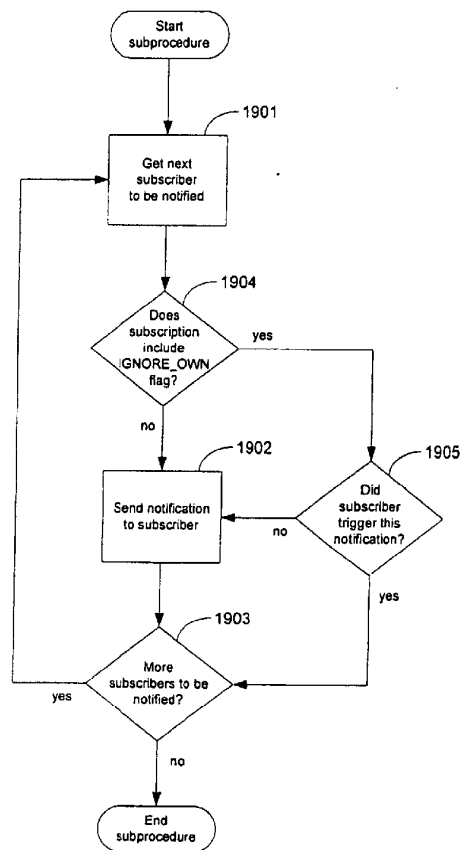 Start
subprocedure
1901
Get next
subscriber
to be notified
1904
Does
subscription
include
IGNORE_OWN
flag?
yes
no
1902
Send notification
to subscriber
1905
Did
subscriber
trigger this
notification?
no
yes
1903
More
subscribers to be
notified?
yes
no
End
subprocedure